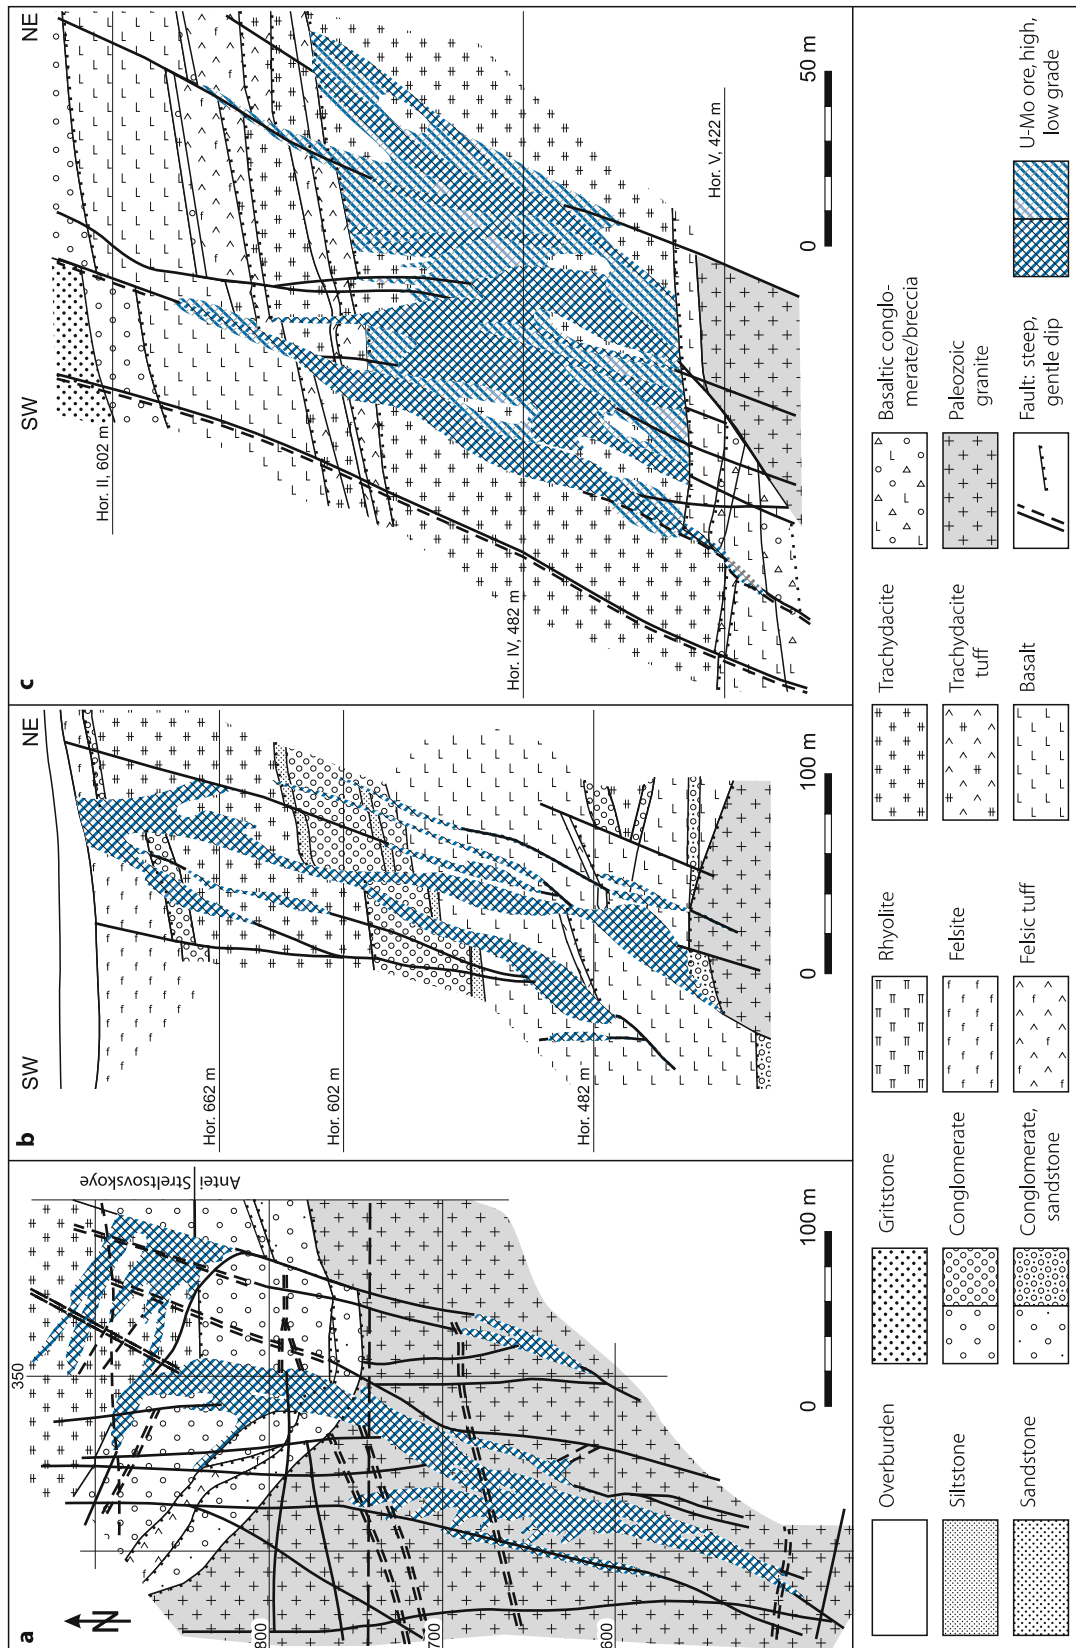 a
N
350
800
700
600
Antei Streltsovskoye
0
100 m
b
SW
NE
Hor. 662 m
Hor. 602 m
Hor. 482 m
0
100 m
c
SW
NE
Hor. II, 602 m
Hor. IV, 482 m
Hor. V, 422 m
0
50 m
Overburden
Siltstone
Sandstone
Gritstone
Conglomerate
Conglomerate,
sandstone
Rhyolite
Felsite
Felsic tuff
Trachydacite
Trachydacite
tuff
Basalt
Basaltic conglo-
merate/breccia
Paleozoic
granite
Fault: steep,
gentle dip
U-Mo ore, high,
low grade